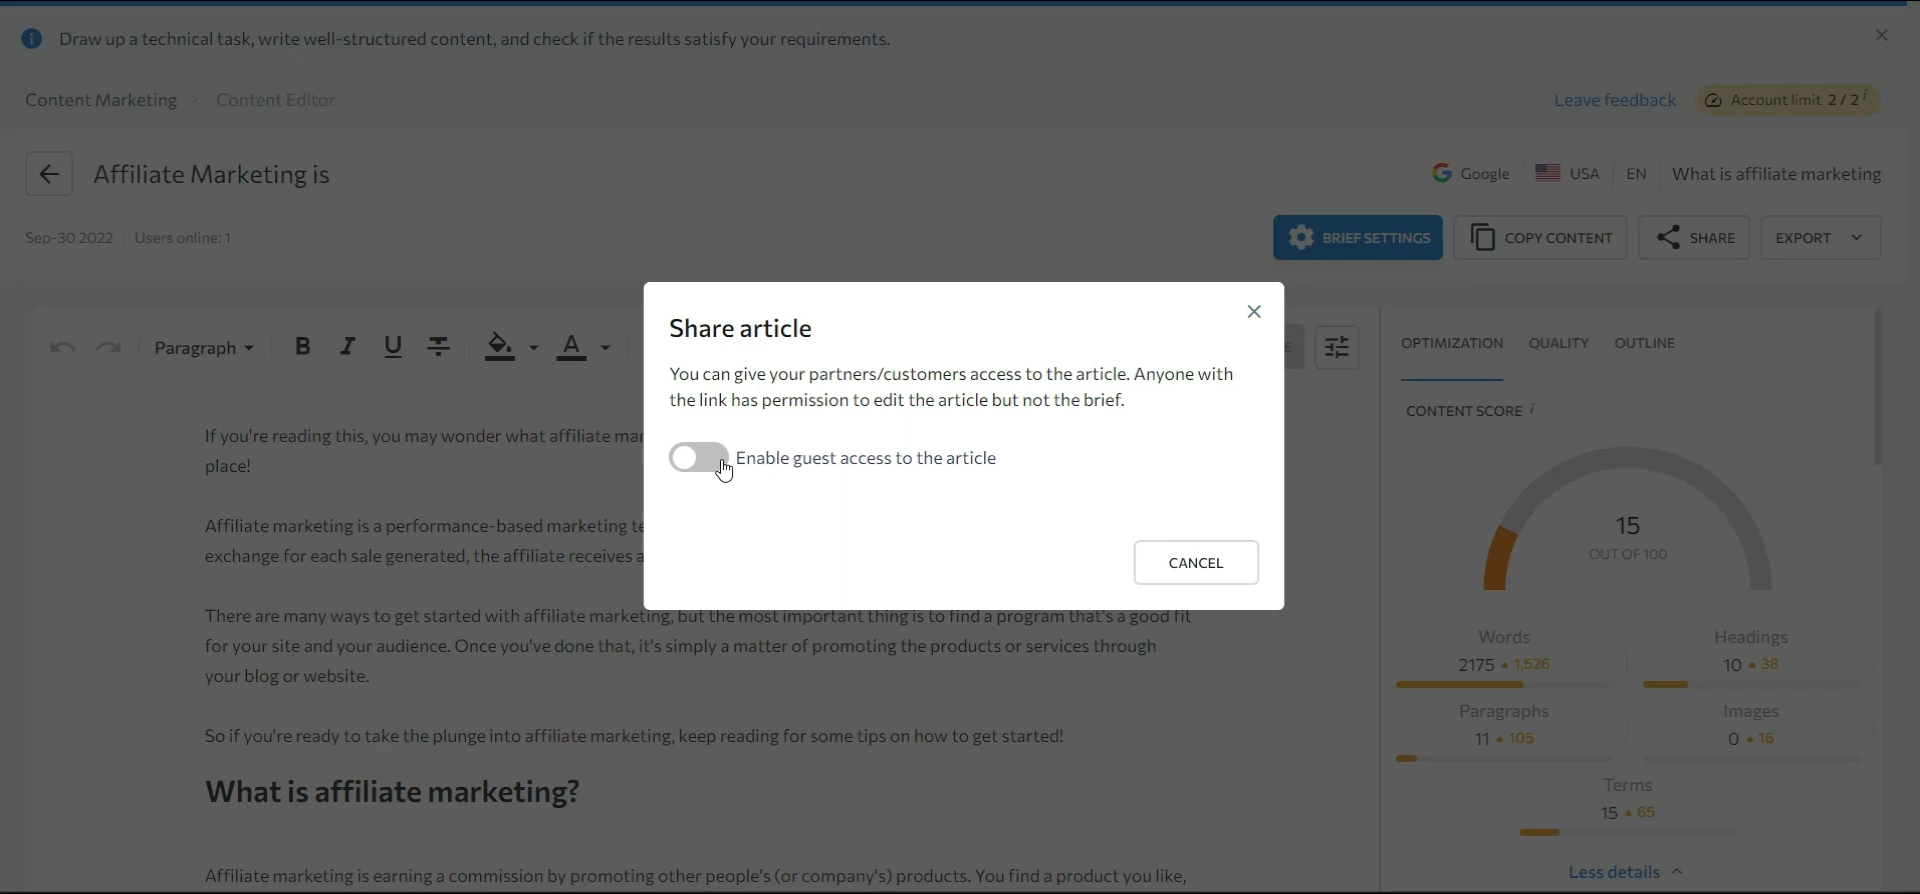 Draw up a technical task, write well-structured content, and check if the results satisfy your requirements.
Content Marketing › Content Editor
Leave feedback
Account limit 2 / 2 i
Affiliate Marketing is
Google
USA
EN
What is affiliate marketing
Sep-30 2022
Users online: 1
BRIEF SETTINGS
COPY CONTENT
SHARE
EXPORT
Share article
You can give your partners/customers access to the article. Anyone with
the link has permission to edit the article but not the brief.
Enable guest access to the article
CANCEL
Paragraph
B I U
A
If you're reading this, you may wonder what affiliate
place!
Affiliate marketing is a performance-based marketing
exchange for each sale generated, the affiliate receives
There are many ways to get started with affiliate marketing, but the most important thing is to find a program that's a good fit
for your site and your audience. Once you've done that, it's simply a matter of promoting the products or services through
your blog or website.
So if you're ready to take the plunge into affiliate marketing, keep reading for some tips on how to get started!
What is affiliate marketing?
Affiliate marketing is earning a commission by promoting other people's (or company's) products. You find a product you like,
OPTIMIZATION
QUALITY
OUTLINE
CONTENT SCORE i
15
OUT OF 100
Words
2175 ▲ 1,526
Headings
10 ▲ 38
Paragraphs
11 ▲ 105
Images
0 ▲ 16
Terms
15 ▲ 65
Less details